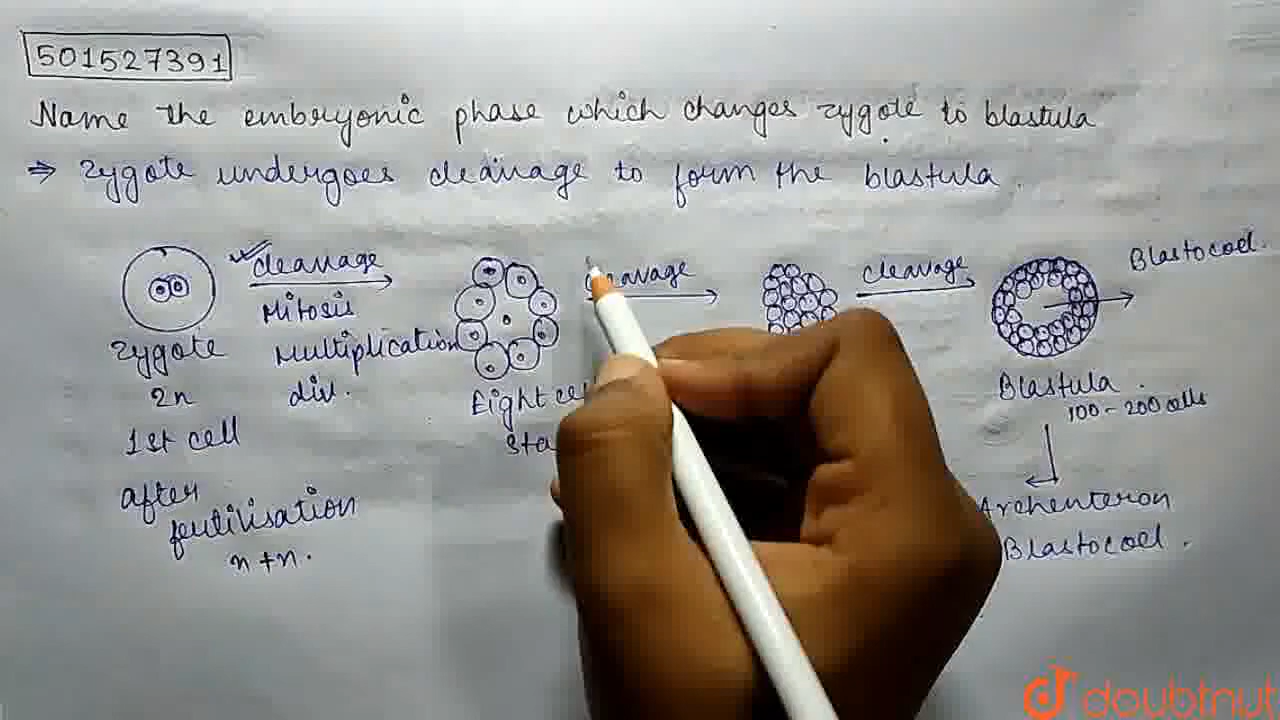 501527391
Name the embryonic phase which changes zygote to blastula
⇒ Zygote undergoes cleavage to form the blastula.
cleavage
cleavage
cleavage
Blastocoel.
Mitosis
Zygote
Multiplication
2n
div.
Eight
Blastula.
100-200 cells
1st cell
after
fertilisation
n+n.
Archenteron
Blastocoel.
doubtnut